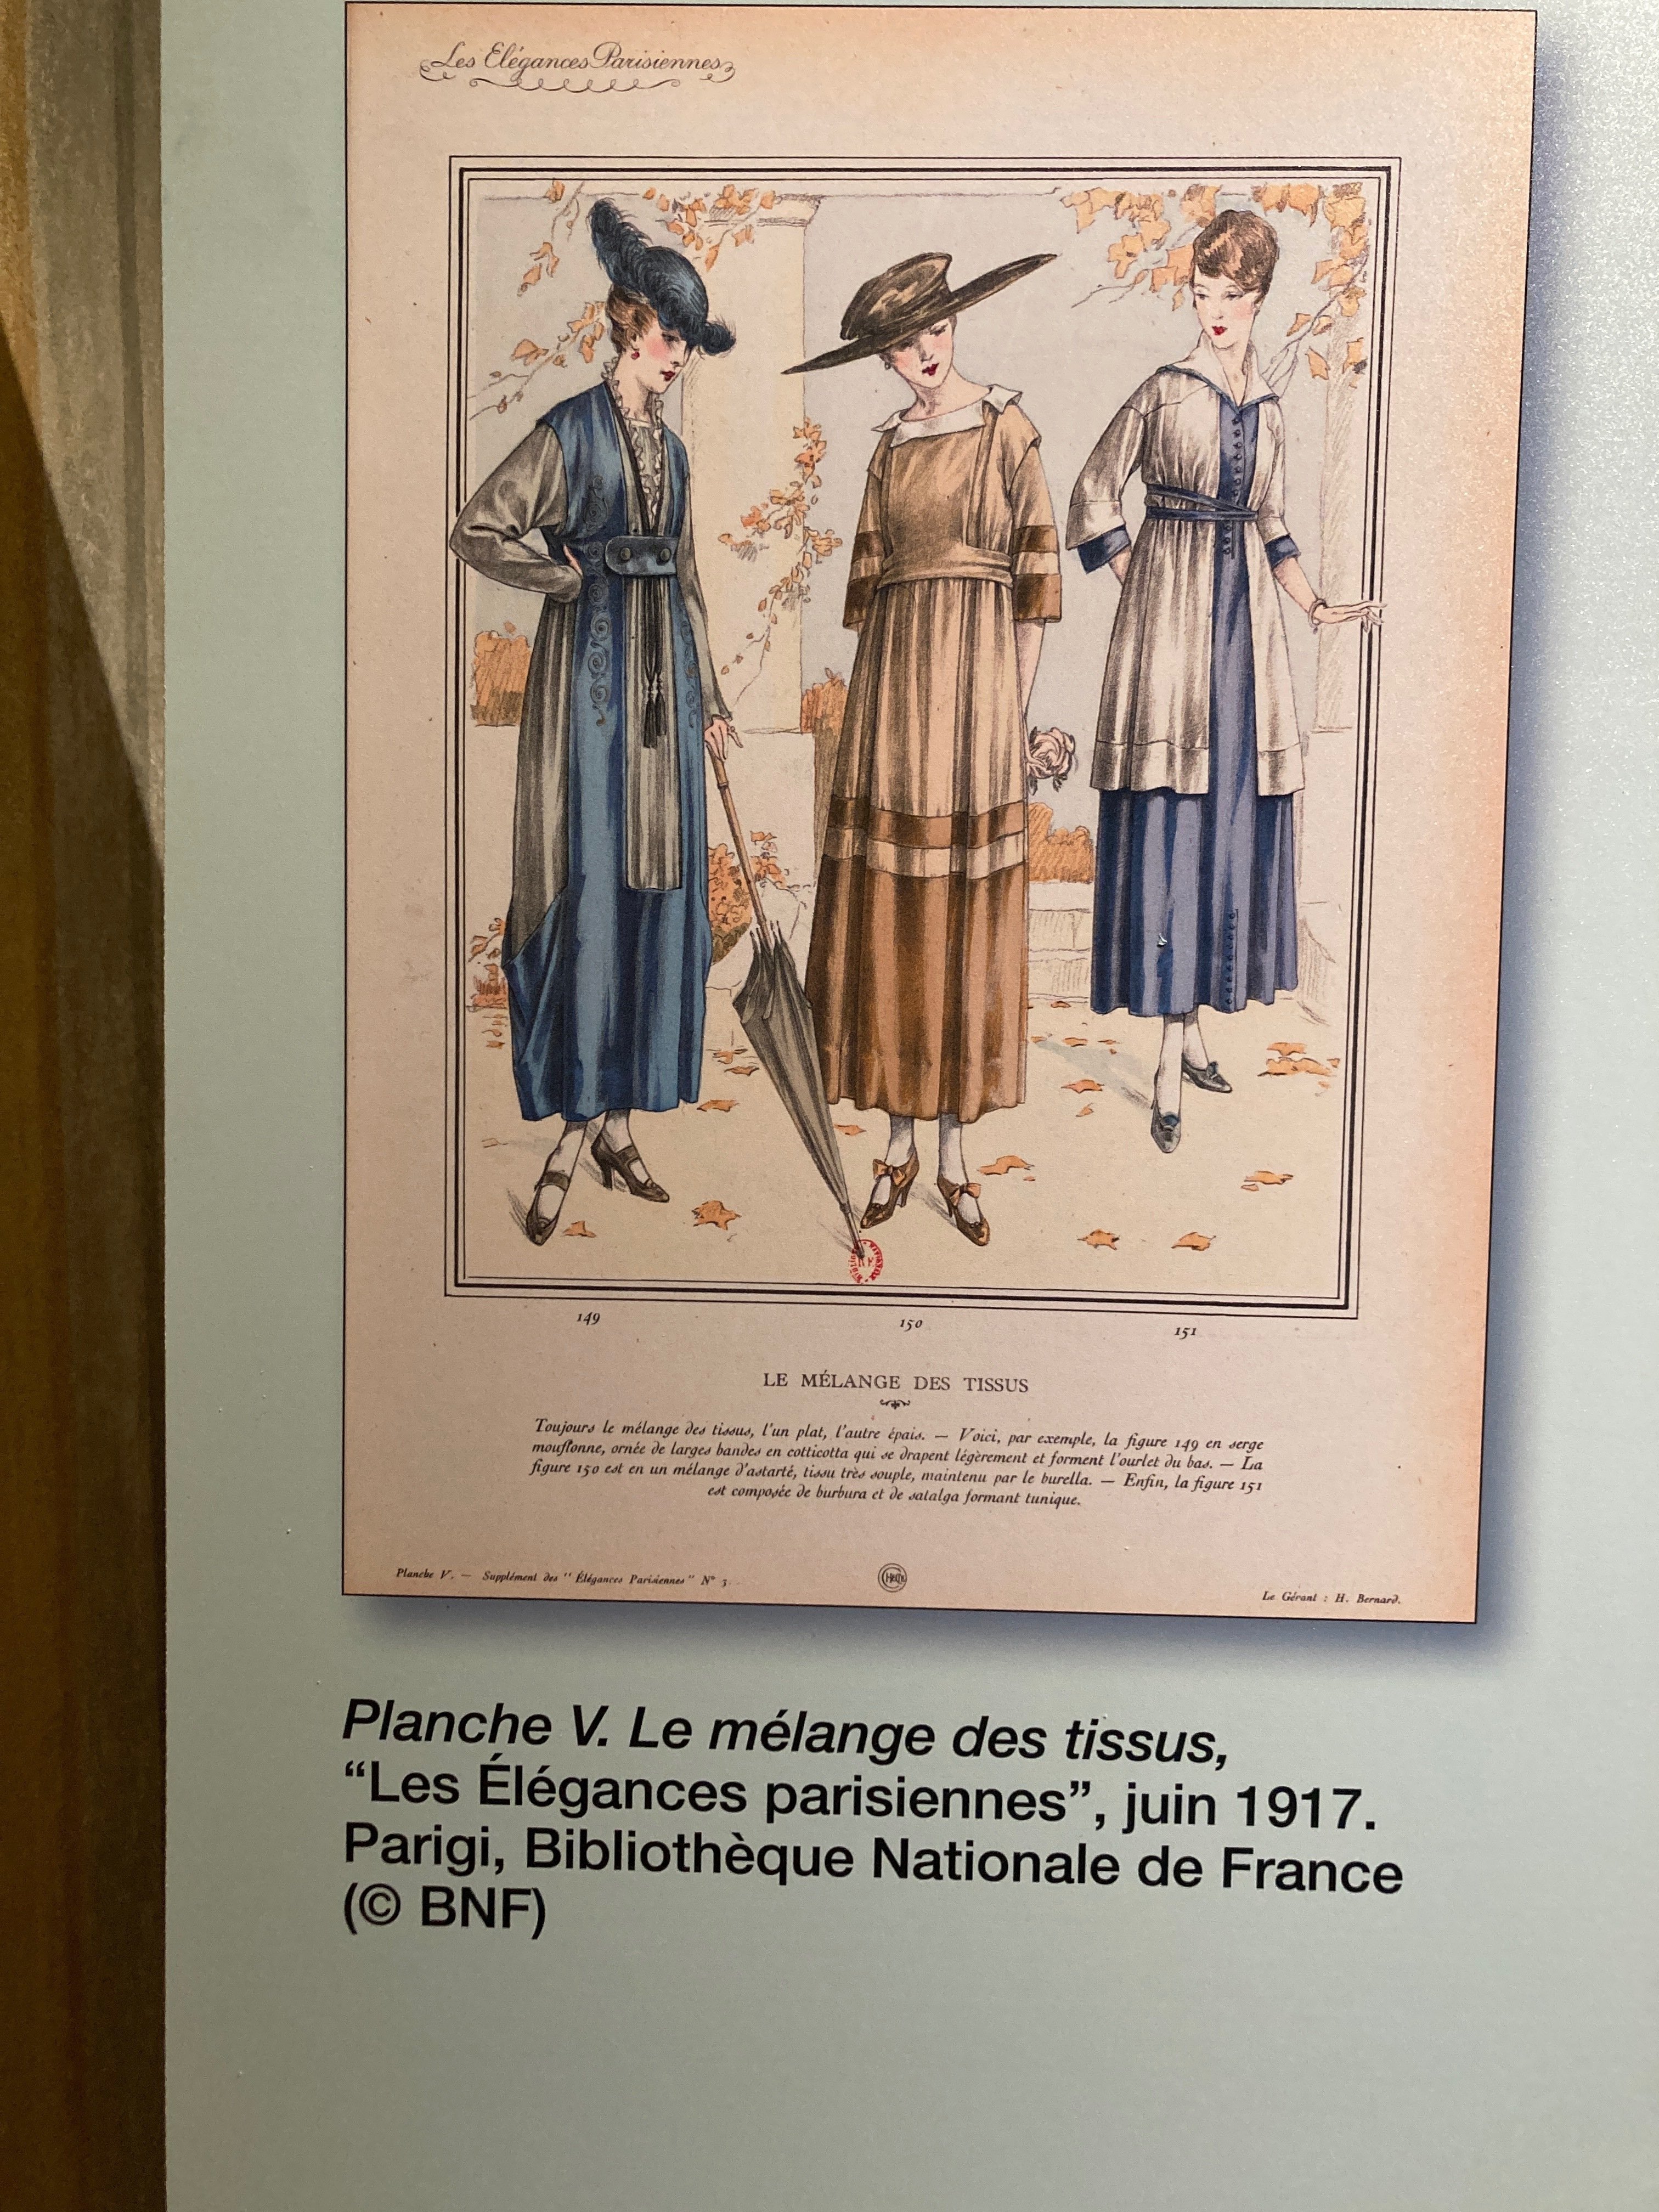 Les Elégances Parisiennes
149
150
151
LE MÉLANGE DES TISSUS
Toujours le mélange des tissus, l'un plat, l'autre épais. — Voici, par exemple, la figure 149 en serge
mouflonne, ornée de larges bandes en cotticotta qui se drapent légèrement et forment l'ourlet du bas. — La
figure 150 est en un mélange d'astarté, tissu très souple, maintenu par le burella. — Enfin, la figure 151
est composée de burbura et de satalga formant tunique.
Planche V. — Supplément des "Élégances Parisiennes" N° 3
Le Gérant : H. Bernard.
Planche V. Le mélange des tissus,
“Les Élégances parisiennes”, juin 1917.
Parigi, Bibliothèque Nationale de France
(© BNF)